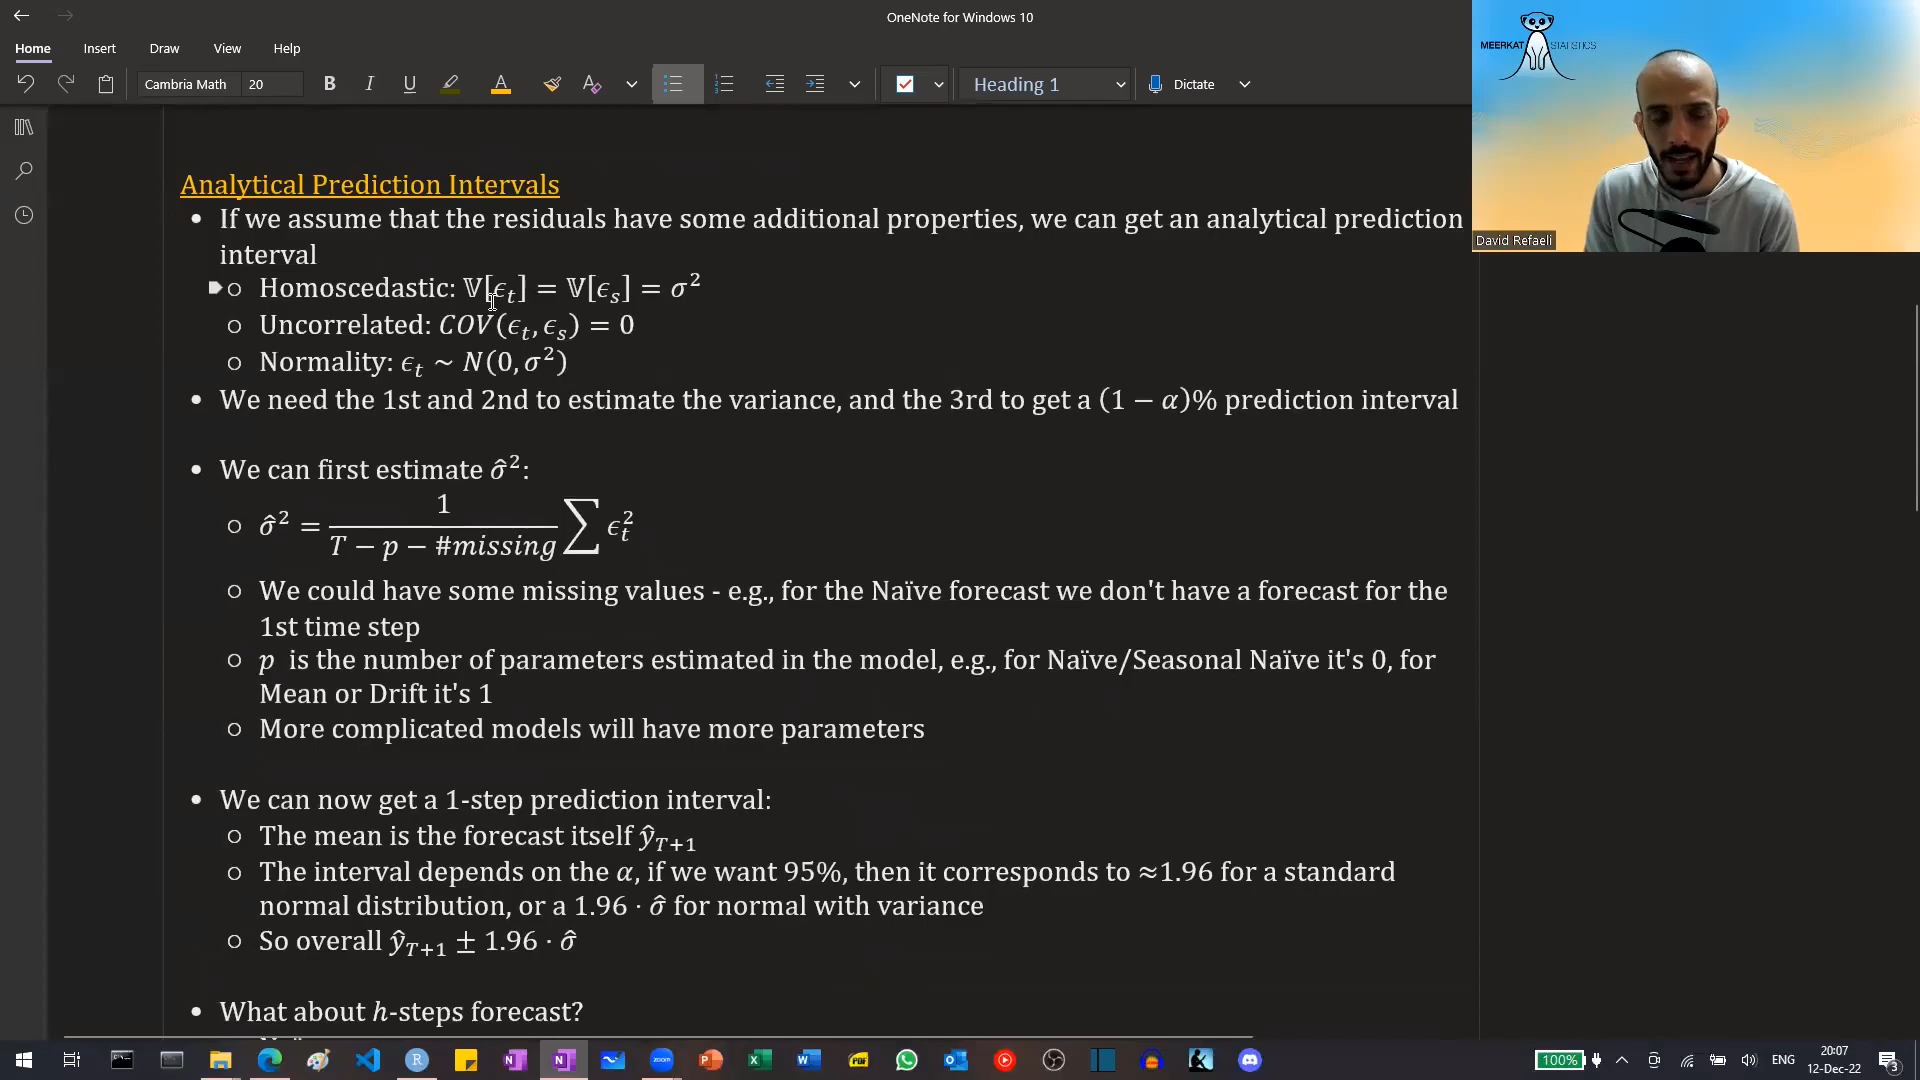 OneNote for Windows 10
Home Insert Draw View Help
Cambria Math 20 B I U A A Heading 1 Dictate
MEERKAT STATISTICS
David Refaeli
Analytical Prediction Intervals
• If we assume that the residuals have some additional properties, we can get an analytical prediction
interval
○ Homoscedastic: 𝕍[ϵ_t] = 𝕍[ϵ_s] = σ²
○ Uncorrelated: COV(ϵ_t, ϵ_s) = 0
○ Normality: ϵ_t ~ N(0, σ²)
• We need the 1st and 2nd to estimate the variance, and the 3rd to get a (1 − α)% prediction interval
• We can first estimate σ̂²:
○ σ̂² = 1 / (T − p − #missing) ∑ ϵ_t²
○ We could have some missing values - e.g., for the Naïve forecast we don't have a forecast for the
1st time step
○ p is the number of parameters estimated in the model, e.g., for Naïve/Seasonal Naïve it's 0, for
Mean or Drift it's 1
○ More complicated models will have more parameters
• We can now get a 1-step prediction interval:
○ The mean is the forecast itself ŷ_{T+1}
○ The interval depends on the α, if we want 95%, then it corresponds to ≈1.96 for a standard
normal distribution, or a 1.96 · σ̂ for normal with variance
○ So overall ŷ_{T+1} ± 1.96 · σ̂
• What about h-steps forecast?
100% ENG 20:07
12-Dec-22 3